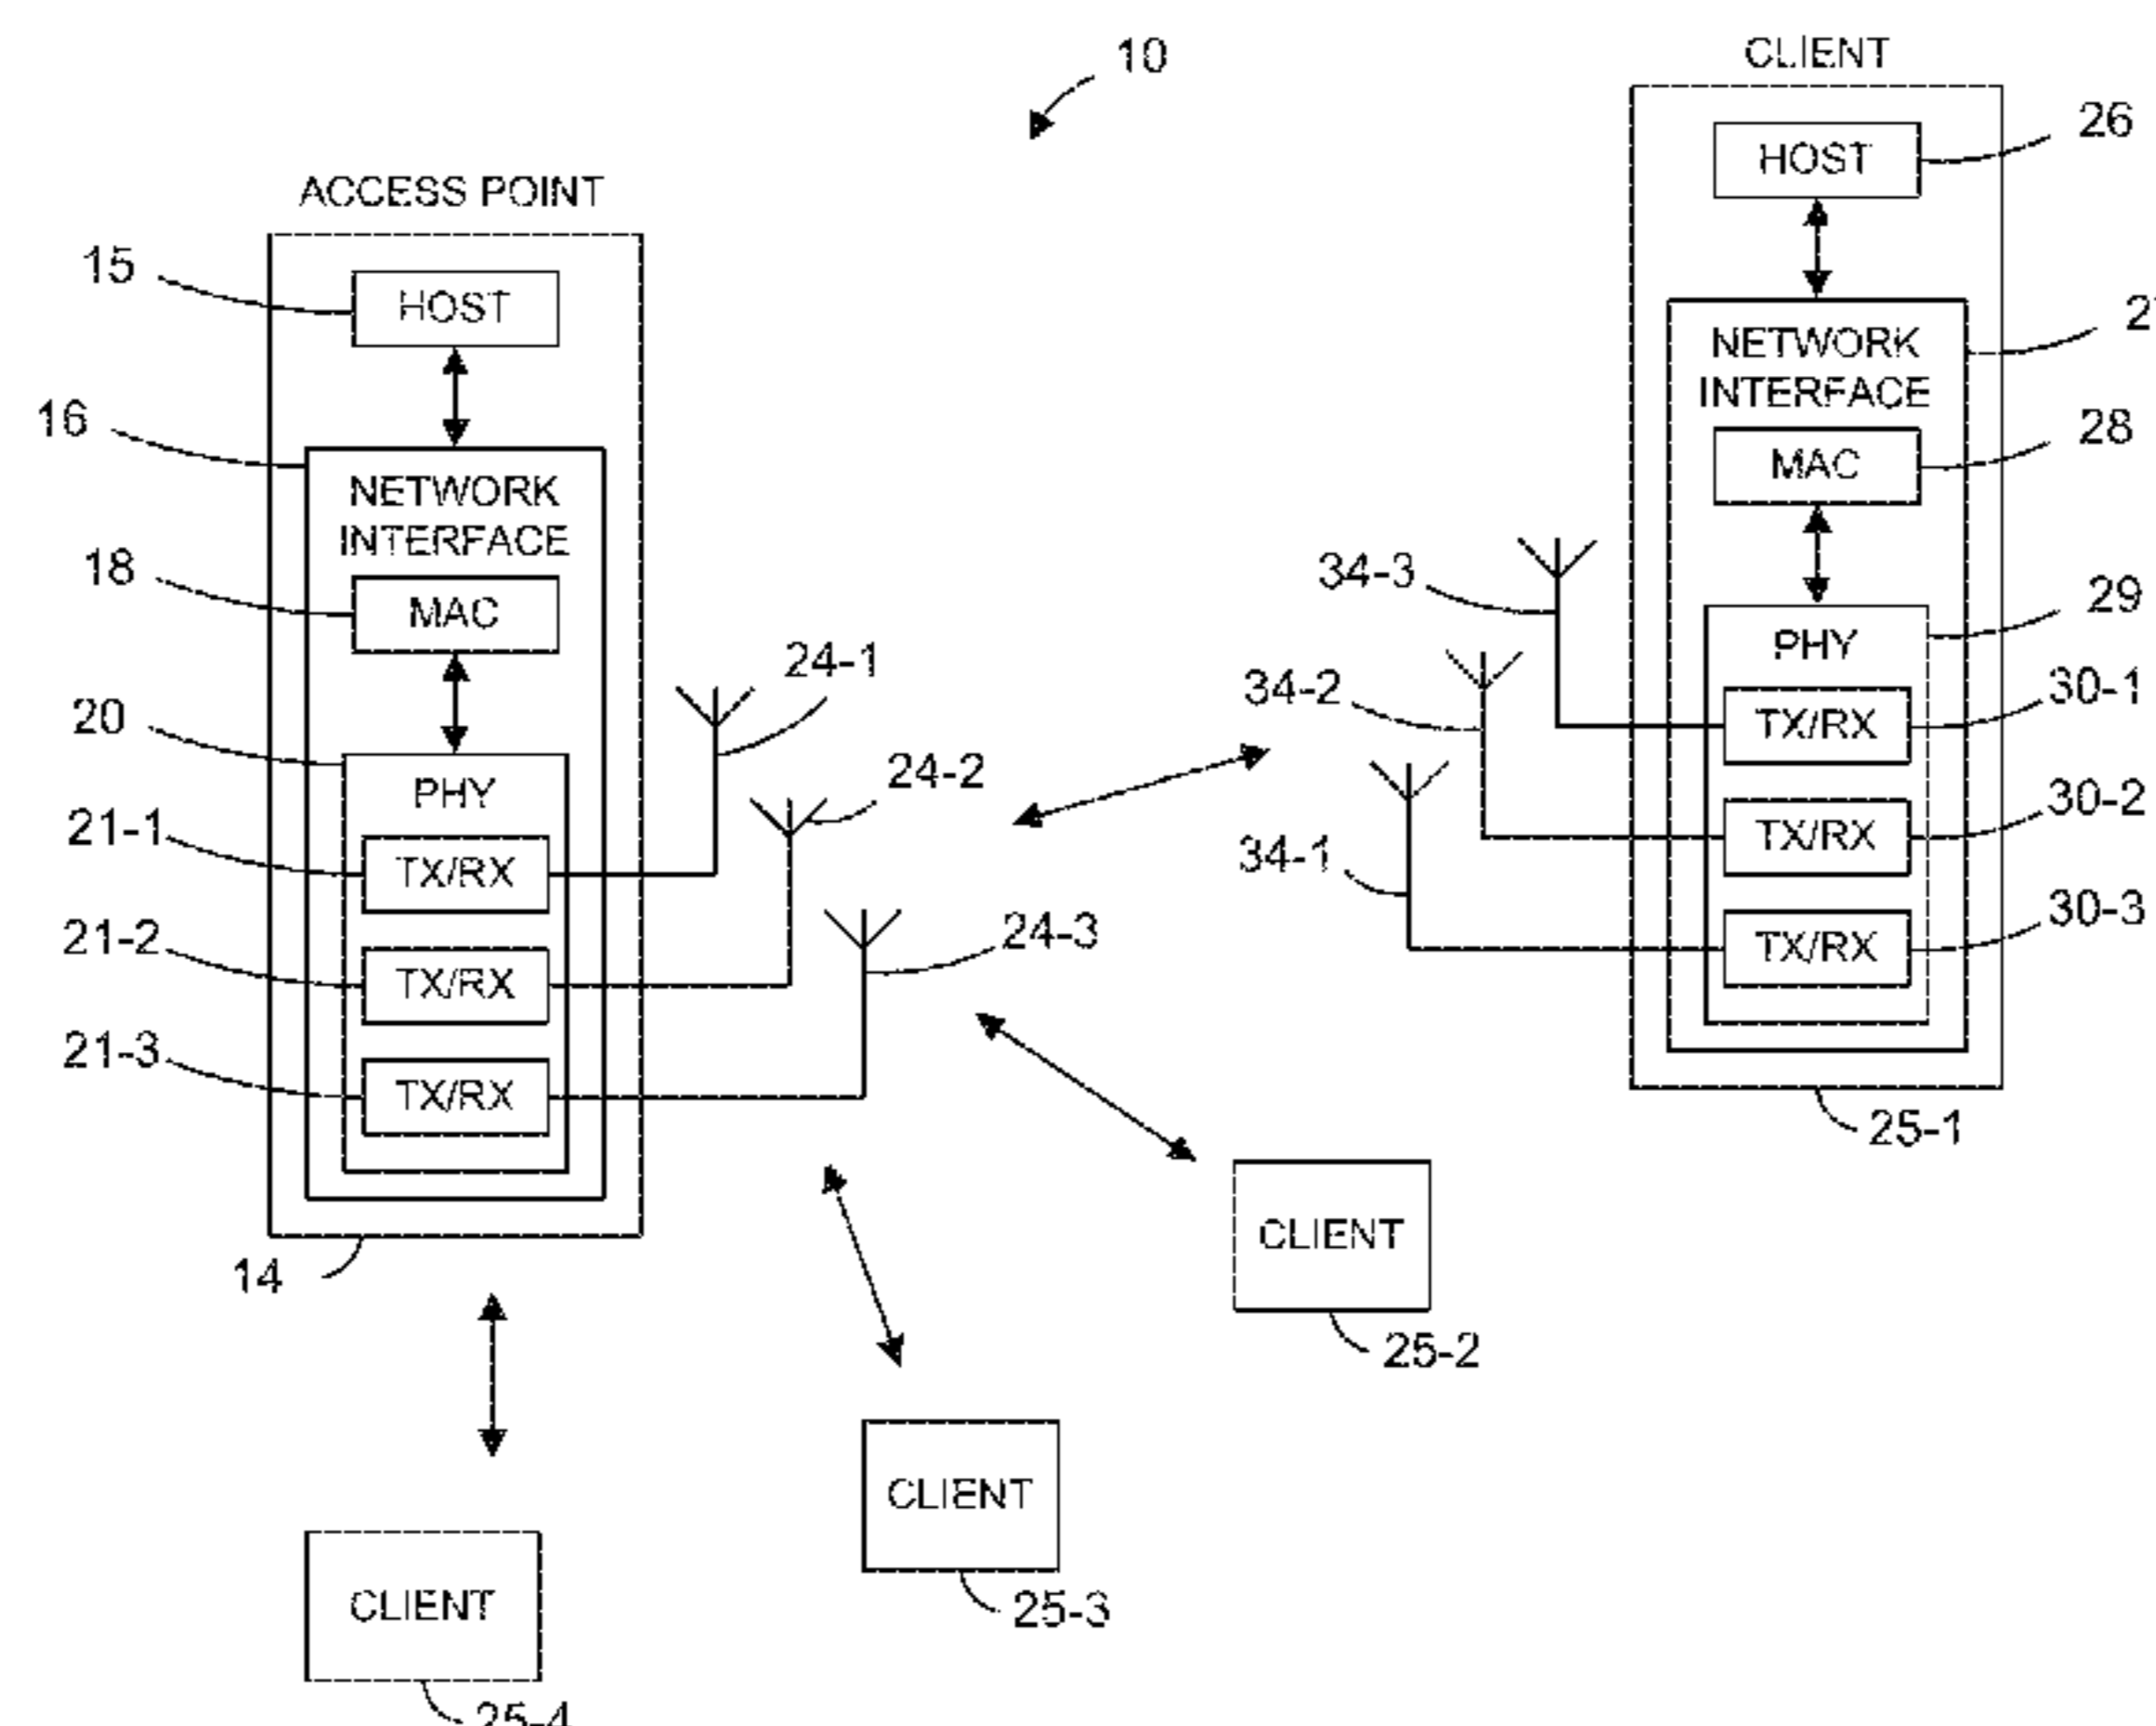 10
CLIENT
HOST
26
ACCESS POINT
15
HOST
NETWORK
INTERFACE
16
NETWORK
INTERFACE
MAC
28
18
MAC
34-3
PHY
29
24-1
34-2
TX/RX
30-1
20
PHY
24-2
TX/RX
30-2
21-1
TX/RX
34-1
TX/RX
30-3
21-2
TX/RX
24-3
21-3
TX/RX
25-1
14
CLIENT
25-2
CLIENT
25-3
CLIENT
25-4